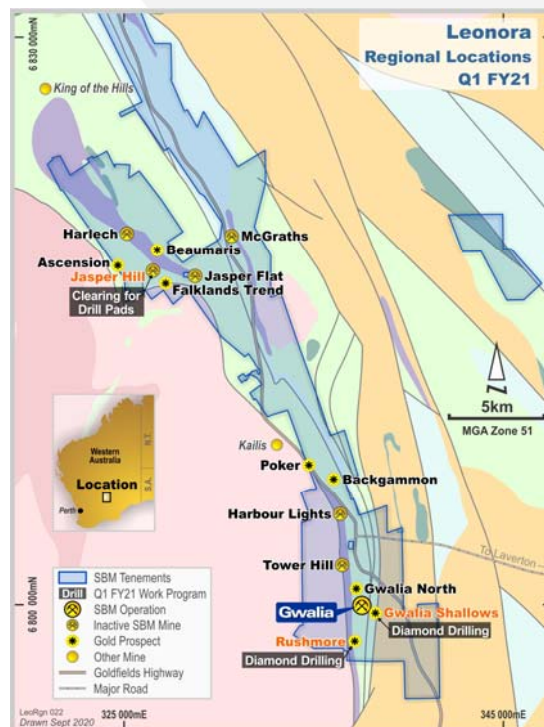 Leonora
Regional Locations
Q1 FY21
6 830 000mN
King of the Hills
Harlech
McGraths
Beaumaris
Ascension
Jasper Hill
Jasper Flat
Clearing for
Drill Pads
Falklands Trend
N
5km
MGA Zone 51
Western
Australia
N.T.
S.A.
Location
Perth
Kailis
Poker
Backgammon
Harbour Lights
To Laverton
Tower Hill
Gwalia North
6 800 000mN
Gwalia
Gwalia Shallows
Diamond Drilling
Rushmore
Diamond Drilling
SBM Tenements
Drill Q1 FY21 Work Program
SBM Operation
Inactive SBM Mine
Gold Prospect
Other Mine
Goldfields Highway
Major Road
LeoRgn 022
Drawn Sept 2020
325 000mE
345 000mE